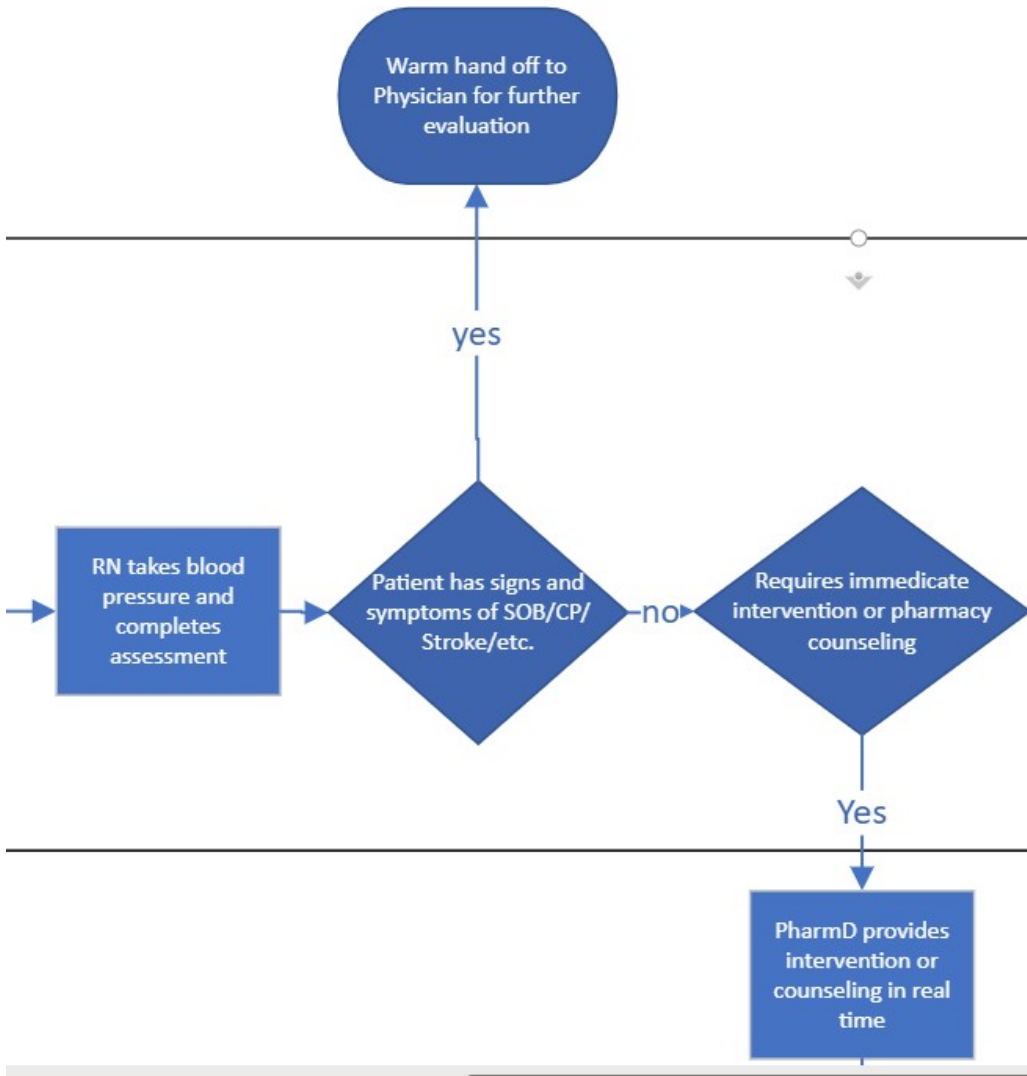 Warm hand off to
Physician for further
evaluation
yes
RN takes blood
pressure and
completes
assessment
Patient has signs and
symptoms of SOB/CP/
Stroke/etc.
no
Requires immedicate
intervention or pharmacy
counseling
Yes
PharmD provides
intervention or
counseling in real
time